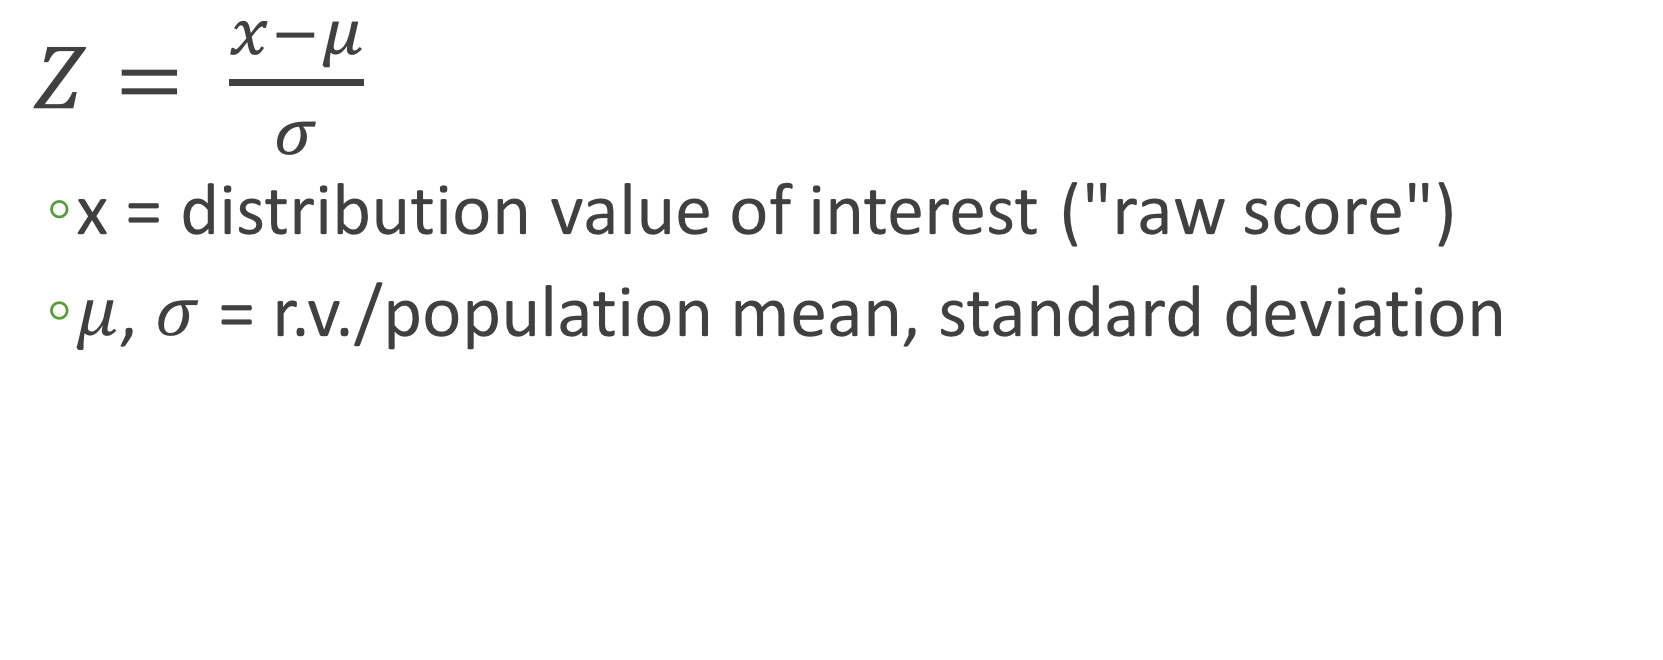 Z = x−μ
σ
◦x = distribution value of interest ("raw score")
◦μ, σ = r.v./population mean, standard deviation